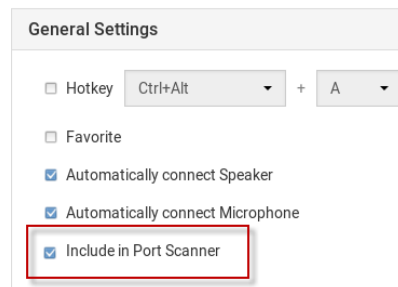 General Settings
Hotkey Ctrl+Alt + A
Favorite
Automatically connect Speaker
Automatically connect Microphone
Include in Port Scanner